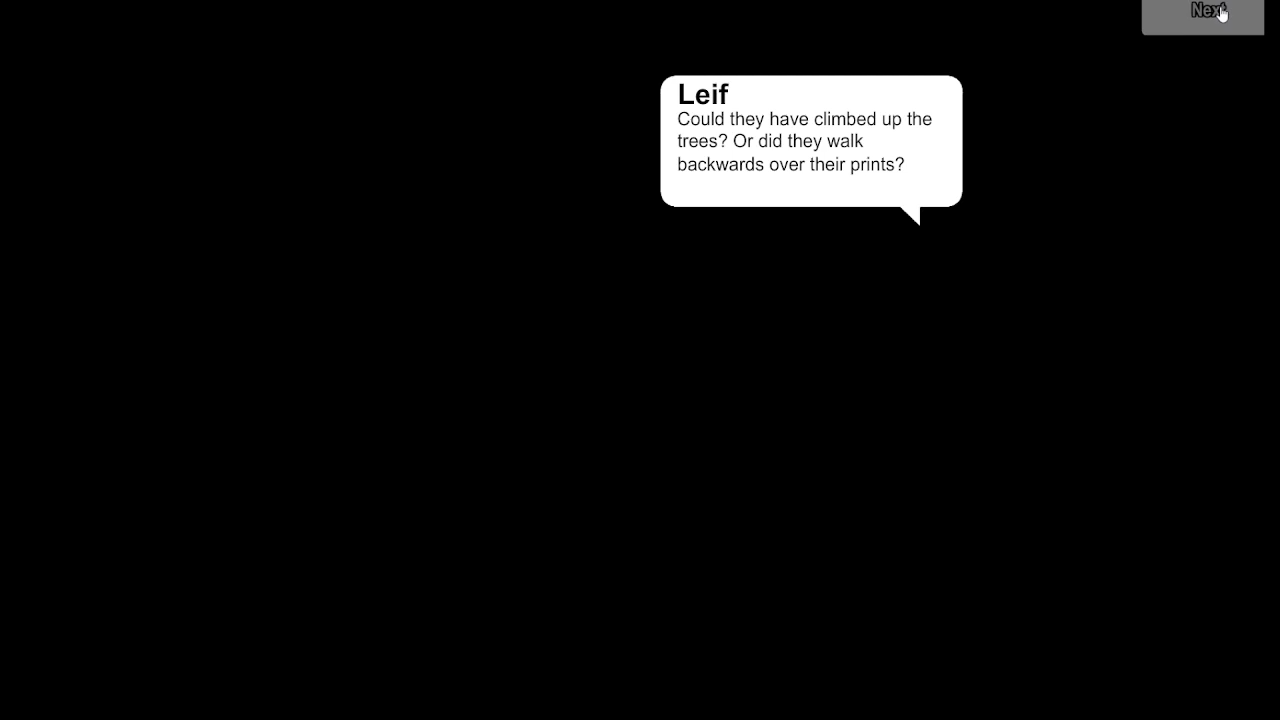 Next
Leif
Could they have climbed up the
trees? Or did they walk
backwards over their prints?